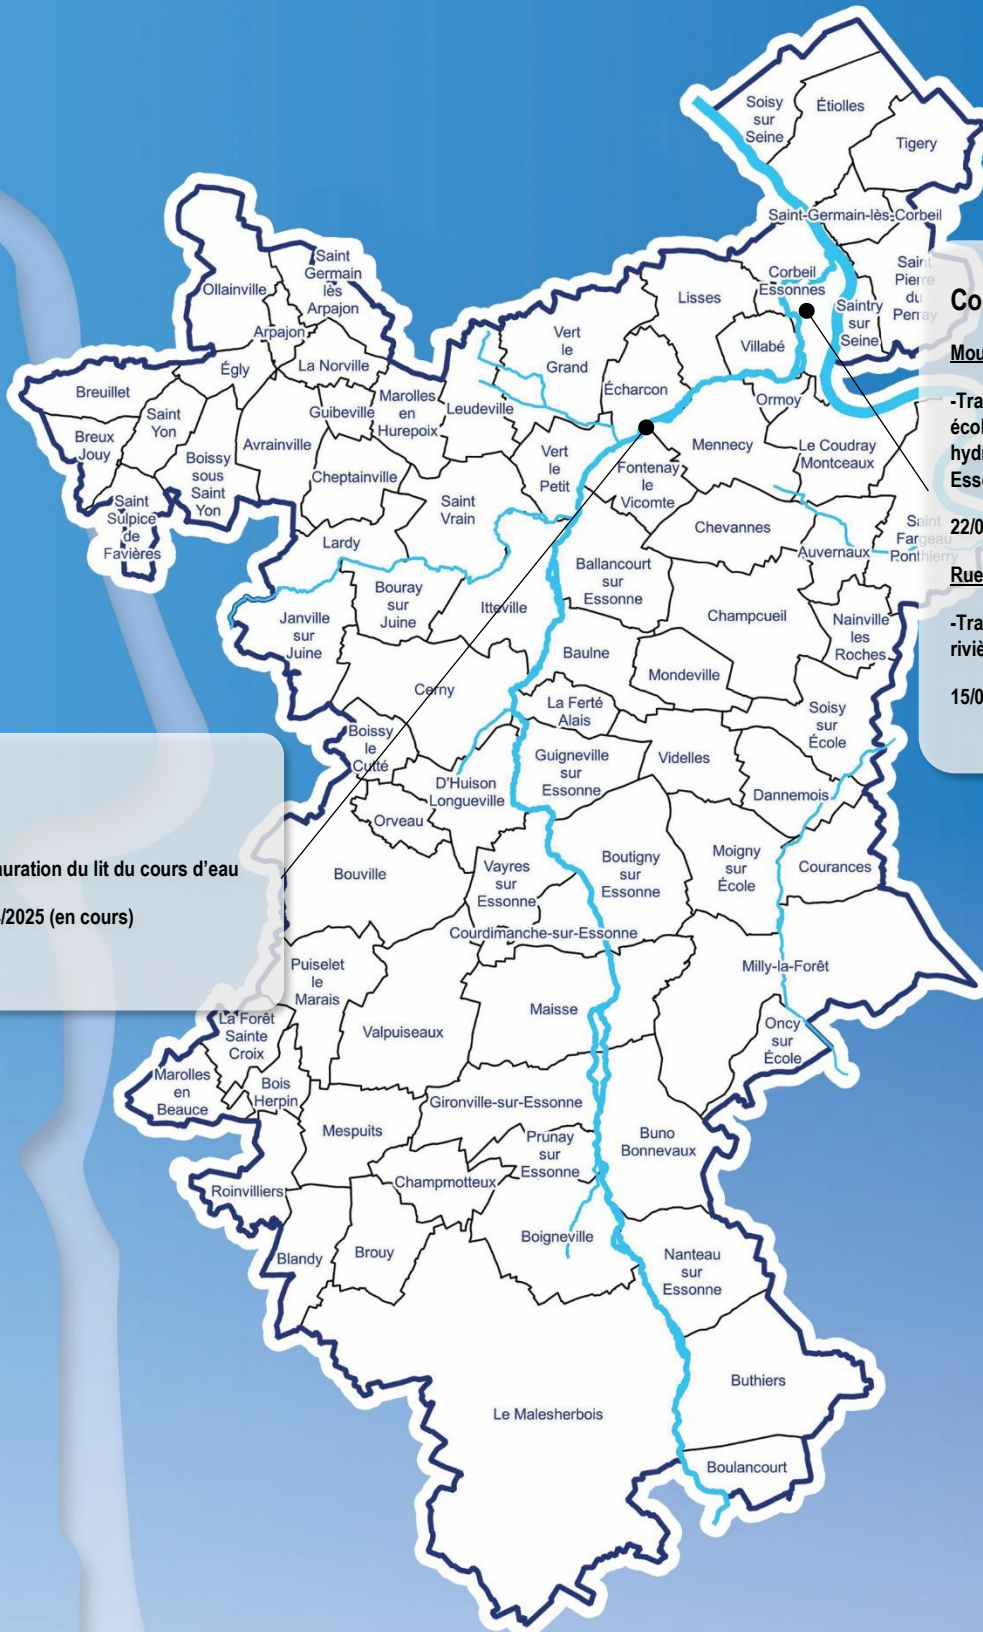 Soisy
sur
Seine
Étiolles
Tigery
Saint-Germain-lès-Corbeil
Saint
Pierre
du
Perray
Corbeil
Essonnes
Saintry
sur
Seine
Lisses
Villabé
Ormoy
Vert
le
Grand
Écharcon
Saint
Germain
lès
Arpajon
Ollainville
Arpajon
La Norville
Égly
Breuillet
Saint
Yon
Breux
Jouy
Boissy
sous
Saint
Yon
Saint
Sulpice
de
Favières
Avrainville
Guibeville
Marolles
en
Hurepoix
Leudeville
Cheptainville
Saint
Vrain
Vert
le
Petit
Fontenay
le
Vicomte
Mennecy
Le Coudray
Montceaux
Chevannes
Auvernaux
Saint
Fargeau
Ponthierry
Lardy
Janville
sur
Juine
Bouray
sur
Juine
Itteville
Ballancourt
sur
Essonne
Champcueil
Nainville
les
Roches
Baulne
Mondeville
Cerny
La Ferté
Alais
Soisy
sur
École
Boissy
le
Cutté
D'Huison
Longueville
Guigneville
sur
Essonne
Videlles
Dannemois
Orveau
Bouville
Vayres
sur
Essonne
Boutigny
sur
Essonne
Moigny
sur
École
Courances
Courdimanche-sur-Essonne
Milly-la-Forêt
Puiselet
le
Marais
Valpuiseaux
Maisse
Oncy
sur
École
La Forêt
Sainte
Croix
Marolles
en
Beauce
Bois
Herpin
Mespuits
Gironville-sur-Essonne
Prunay
sur
Essonne
Buno
Bonnevaux
Roinvilliers
Champmotteux
Blandy
Brouy
Boigneville
Nanteau
sur
Essonne
Buthiers
Le Malesherbois
Boulancourt
Co
Mou
-Tra
écol
hydr
Esso
22/0
Rue
-Tra
riviè
15/0
auration du lit du cours d’eau
/2025 (en cours)